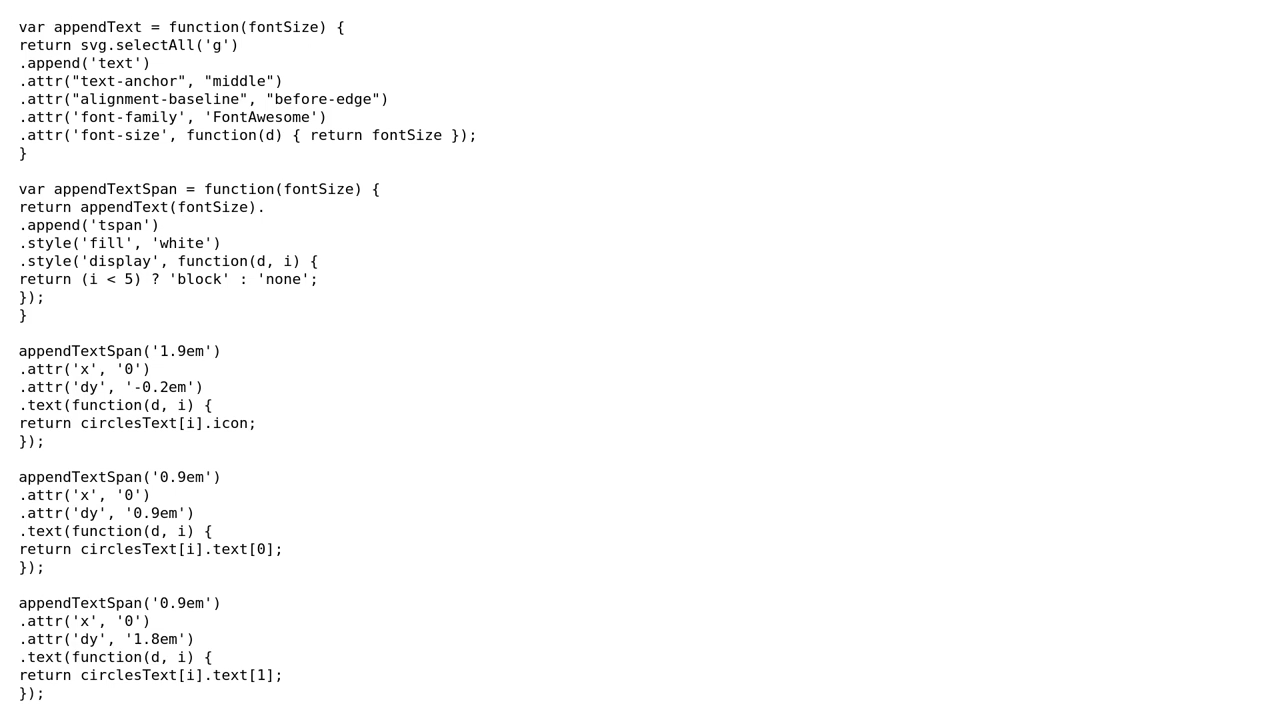 var appendText = function(fontSize) {
return svg.selectAll('g')
.append('text')
.attr("text-anchor", "middle")
.attr("alignment-baseline", "before-edge")
.attr('font-family', 'FontAwesome')
.attr('font-size', function(d) { return fontSize });
}

var appendTextSpan = function(fontSize) {
return appendText(fontSize).
.append('tspan')
.style('fill', 'white')
.style('display', function(d, i) {
return (i < 5) ? 'block' : 'none';
});
}

appendTextSpan('1.9em')
.attr('x', '0')
.attr('dy', '-0.2em')
.text(function(d, i) {
return circlesText[i].icon;
});

appendTextSpan('0.9em')
.attr('x', '0')
.attr('dy', '0.9em')
.text(function(d, i) {
return circlesText[i].text[0];
});

appendTextSpan('0.9em')
.attr('x', '0')
.attr('dy', '1.8em')
.text(function(d, i) {
return circlesText[i].text[1];
});